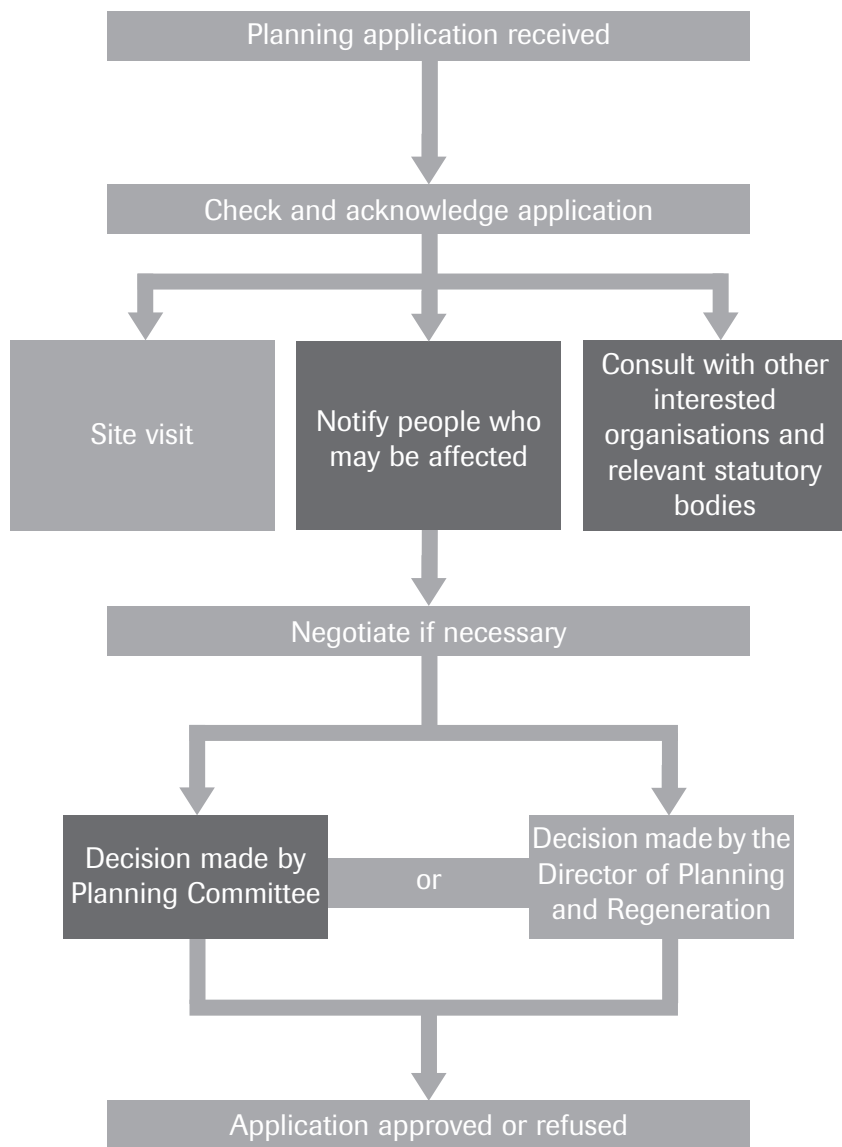 Planning application received
Check and acknowledge application
Site visit
Notify people who
may be affected
Consult with other
interested
organisations and
relevant statutory
bodies
Negotiate if necessary
Decision made by
Planning Committee
or
Decision made by the
Director of Planning
and Regeneration
Application approved or refused